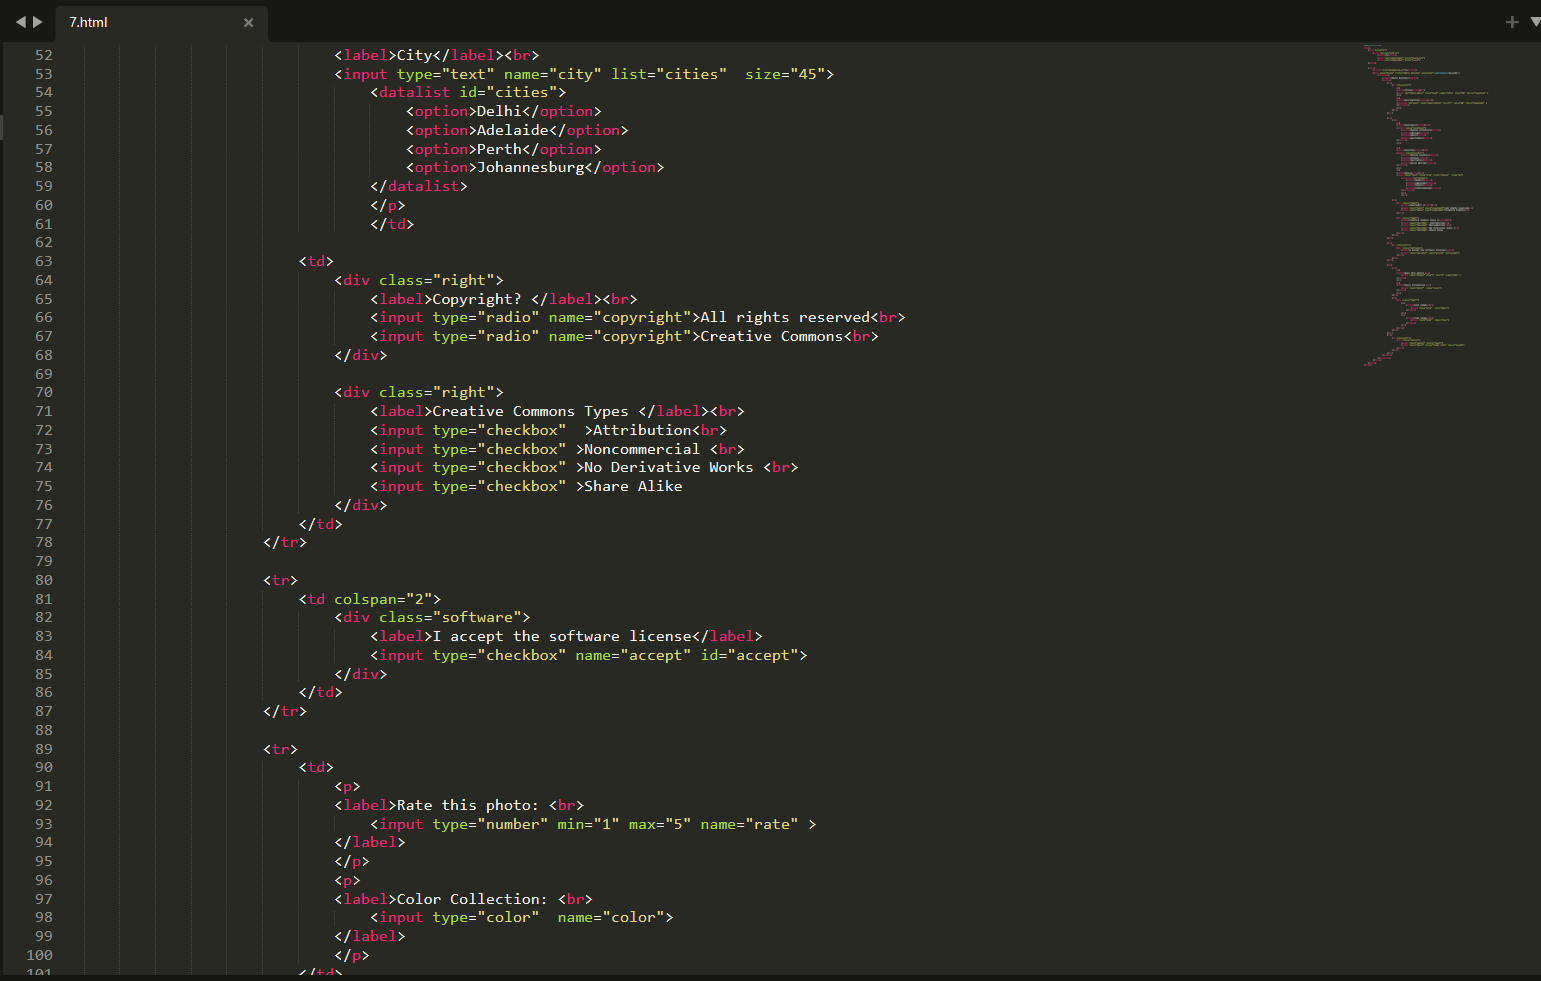 7.html
52 <label>City</label><br>
53 <input type="text" name="city" list="cities"  size="45">
54 <datalist id="cities">
55 <option>Delhi</option>
56 <option>Adelaide</option>
57 <option>Perth</option>
58 <option>Johannesburg</option>
59 </datalist>
60 </p>
61 </td>
62
63 <td>
64 <div class="right">
65 <label>Copyright? </label><br>
66 <input type="radio" name="copyright">All rights reserved<br>
67 <input type="radio" name="copyright">Creative Commons<br>
68 </div>
69
70 <div class="right">
71 <label>Creative Commons Types </label><br>
72 <input type="checkbox"  >Attribution<br>
73 <input type="checkbox" >Noncommercial <br>
74 <input type="checkbox" >No Derivative Works <br>
75 <input type="checkbox" >Share Alike
76 </div>
77 </td>
78 </tr>
79
80 <tr>
81 <td colspan="2">
82 <div class="software">
83 <label>I accept the software license</label>
84 <input type="checkbox" name="accept" id="accept">
85 </div>
86 </td>
87 </tr>
88
89 <tr>
90 <td>
91 <p>
92 <label>Rate this photo: <br>
93 <input type="number" min="1" max="5" name="rate" >
94 </label>
95 </p>
96 <p>
97 <label>Color Collection: <br>
98 <input type="color"  name="color">
99 </label>
100 </p>
101 </td>